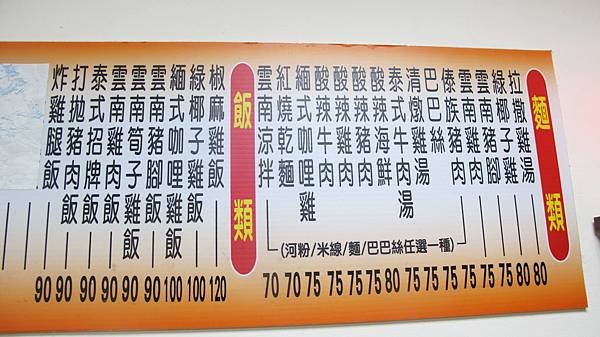 麵類
拉撒雞湯 80
綠椰子雞 80
雲南豬腳 75
雲南雞肉 75
傣族豬肉 75
巴巴絲 75
清燉雞湯 75
泰式牛肉湯 75
酸辣海鮮 80
酸辣豬肉 75
酸辣雞肉 75
酸辣牛肉 75
緬式咖哩雞 75
紅燒乾麵 70
雲南涼拌 70
(河粉/米線/麵/巴巴絲任選一種)
飯類
椒麻雞飯 120
綠椰子雞飯 100
緬式咖哩雞飯 100
雲南豬腳飯 90
雲南筍子雞飯 90
雲南雞肉飯 90
泰式招牌飯 90
打拋豬肉飯 90
炸雞腿飯 90